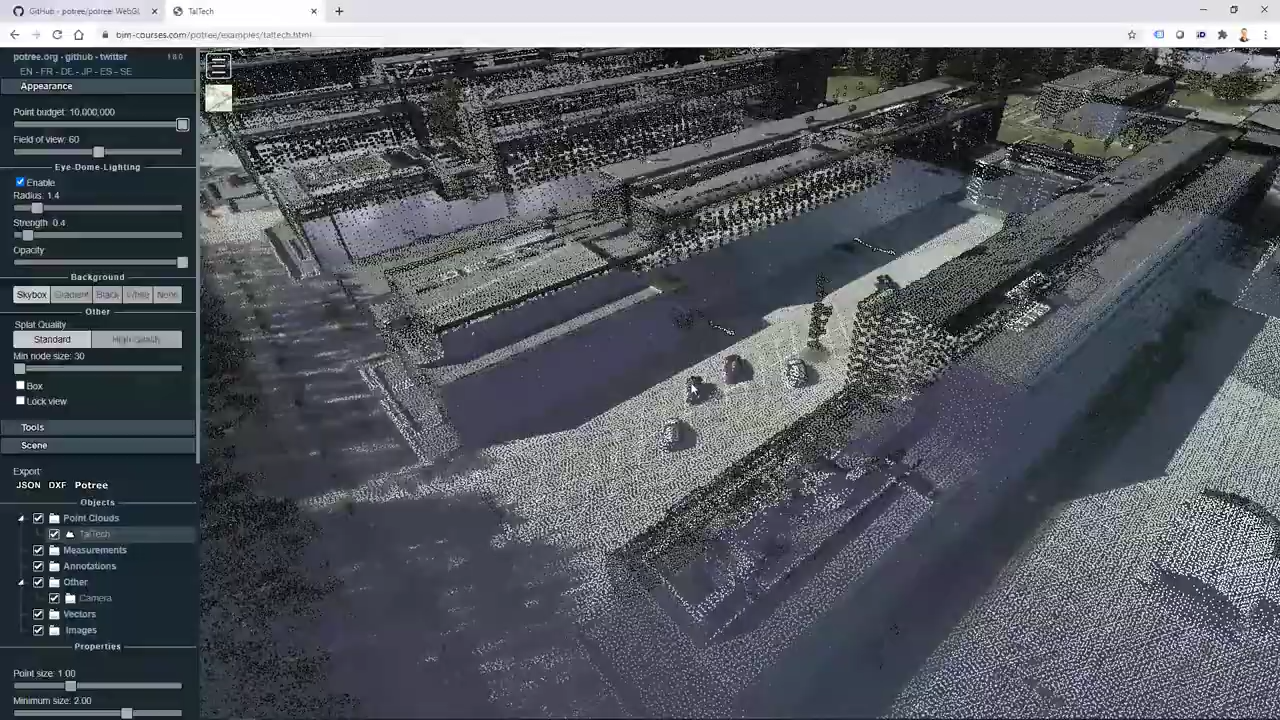 GitHub - potree/potree: WebGL
TalTech
bim-courses.com/potree/examples/taltech.html
potree.org - github - twitter
1.8.0
EN - FR - DE - JP - ES - SE
Appearance
Point budget: 10,000,000
Field of view: 60
Eye-Dome-Lighting
Enable
Radius: 1.4
Strength: 0.4
Opacity
Background
Skybox Gradient Black White None
Other
Splat Quality
Standard High Quality
Min node size: 30
Box
Lock view
Tools
Scene
Export:
JSON DXF Potree
Objects
Point Clouds
TalTech
Measurements
Annotations
Other
Camera
Vectors
Images
Properties
Point size: 1.00
Minimum size: 2.00